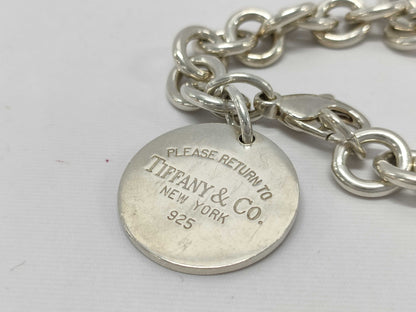 PLEASE RETURN TO
TIFFANY & CO.
NEW YORK
925